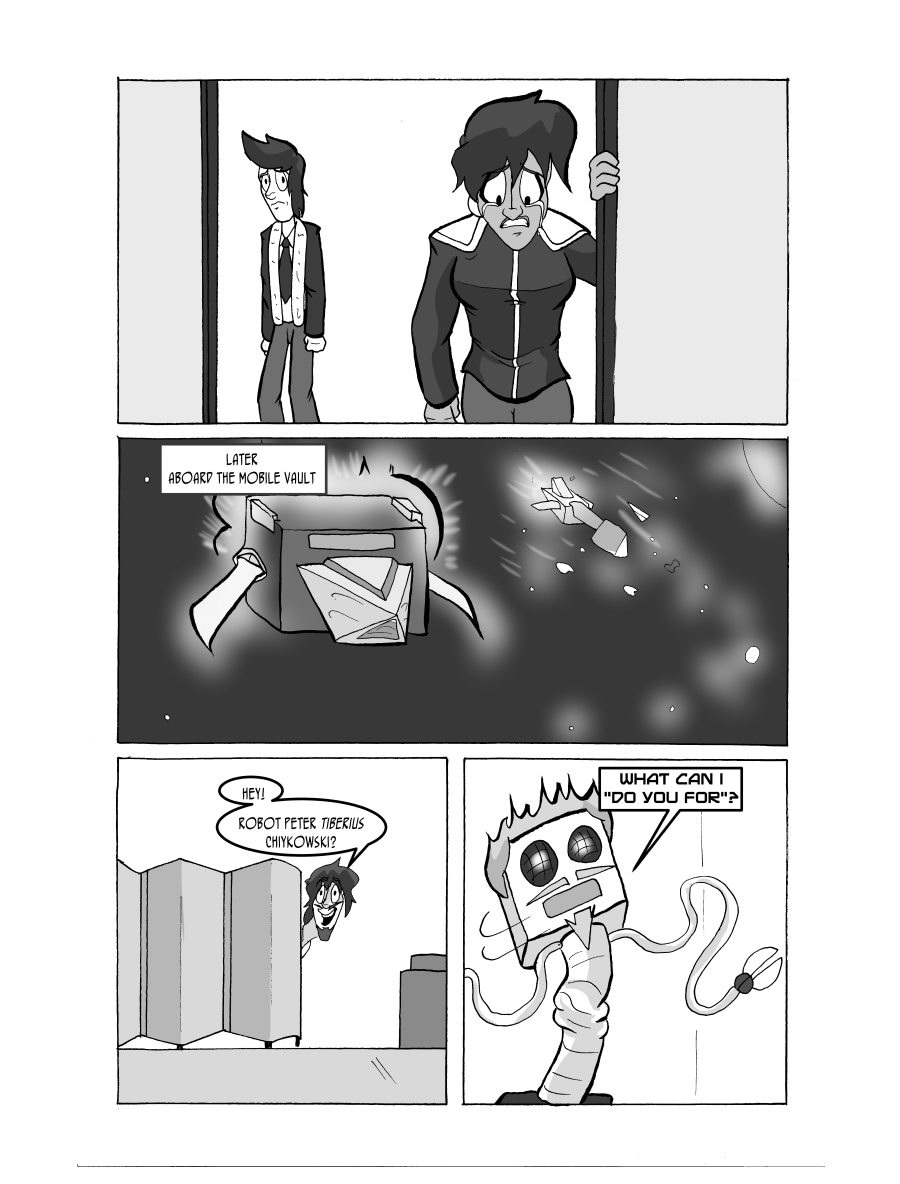 LATER
ABOARD THE MOBILE VAULT
HEY!
ROBOT PETER TIBERIUS
CHIYKOWSKI?
WHAT CAN I
"DO YOU FOR"?